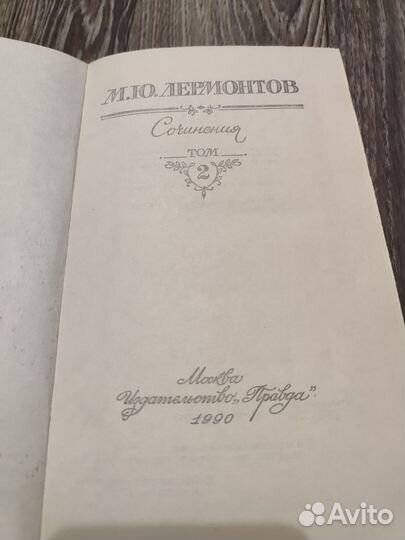 М.Ю. ЛЕРМОНТОВ
Сочинения
ТОМ
2
Москва
Издательство „Правда".
1990
Avito